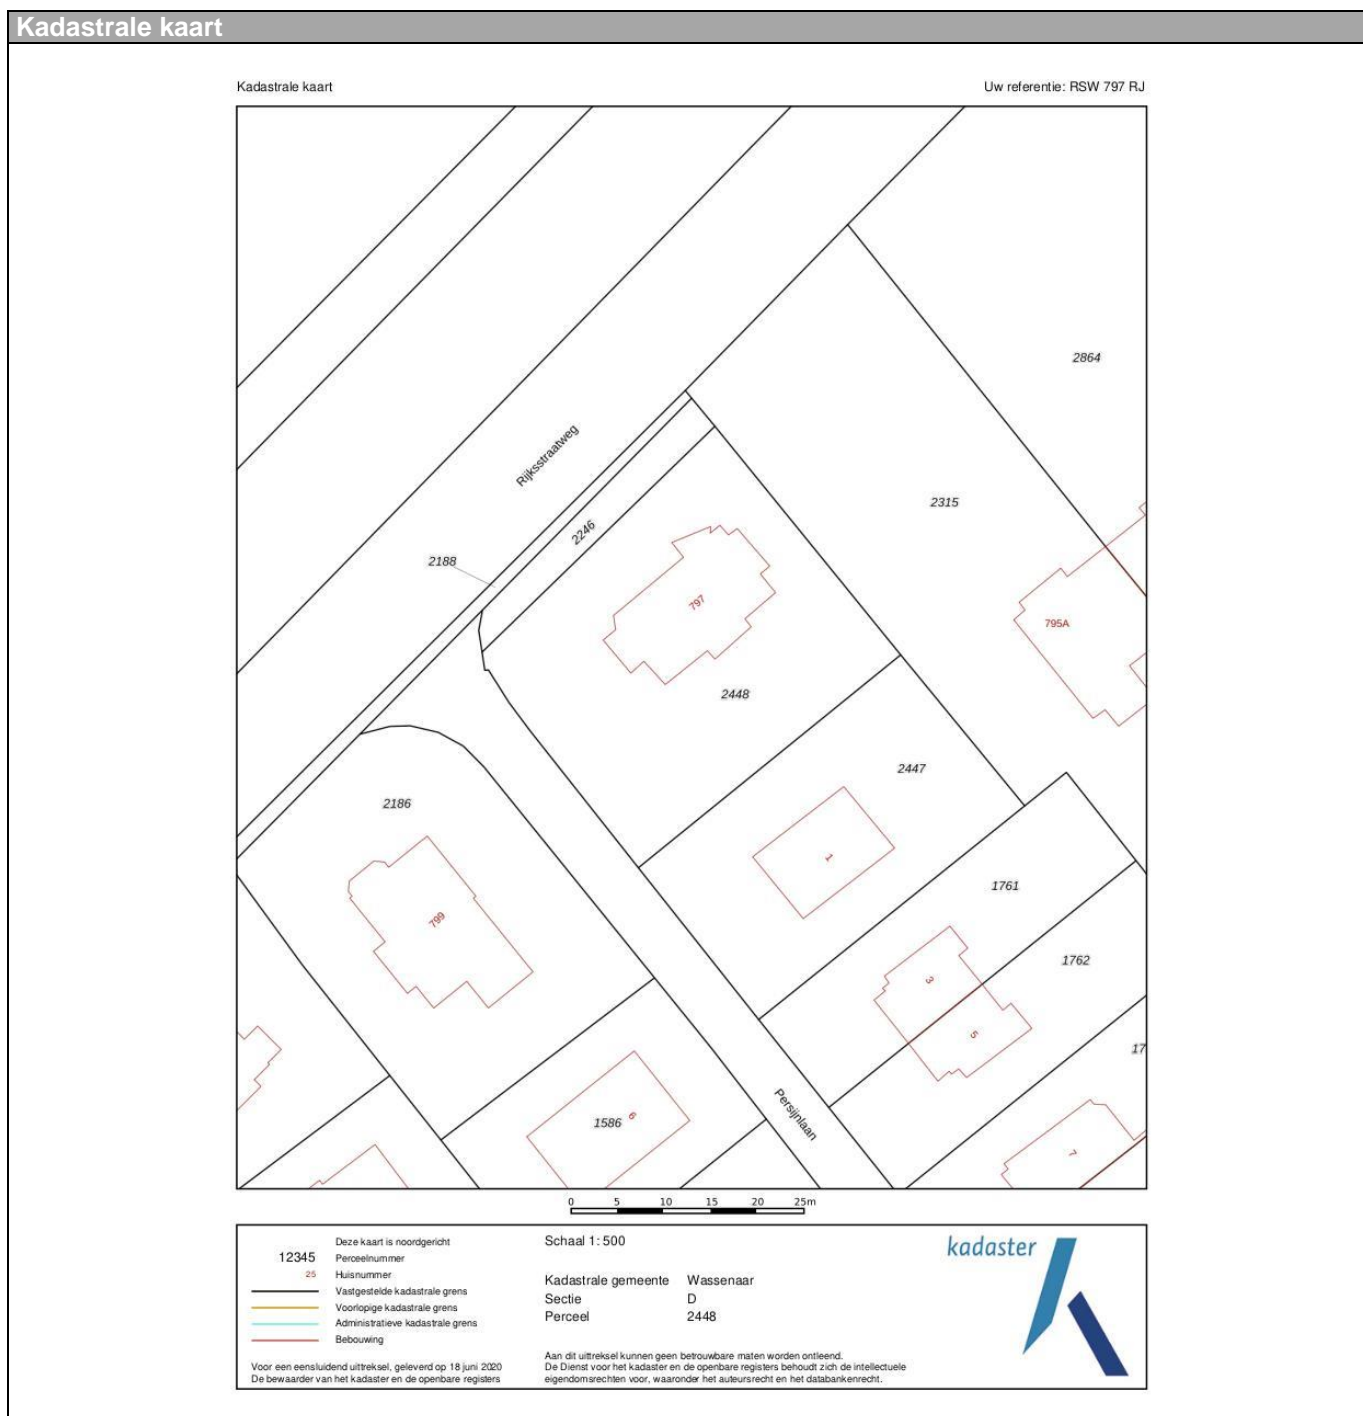 Kadastrale kaart
Kadastrale kaart
Uw referentie: RSW 797 RJ
2864
Rijksstraatweg
2315
2246
2188
797
795A
2448
2447
2186
1
1761
799
1762
3
5
17
Persijnlaan
1586
6
7
0 5 10 15 20 25m
Deze kaart is noordgericht
12345 Perceelnummer
25 Huisnummer
Vastgestelde kadastrale grens
Voorlopige kadastrale grens
Administratieve kadastrale grens
Bebouwing
Voor een eensluidend uittreksel, geleverd op 18 juni 2020
De bewaarder van het kadaster en de openbare registers
Schaal 1: 500
Kadastrale gemeente Wassenaar
Sectie D
Perceel 2448
Aan dit uittreksel kunnen geen betrouwbare maten worden ontleend.
De Dienst voor het kadaster en de openbare registers behoudt zich de intellectuele
eigendomsrechten voor, waaronder het auteursrecht en het databankenrecht.
kadaster